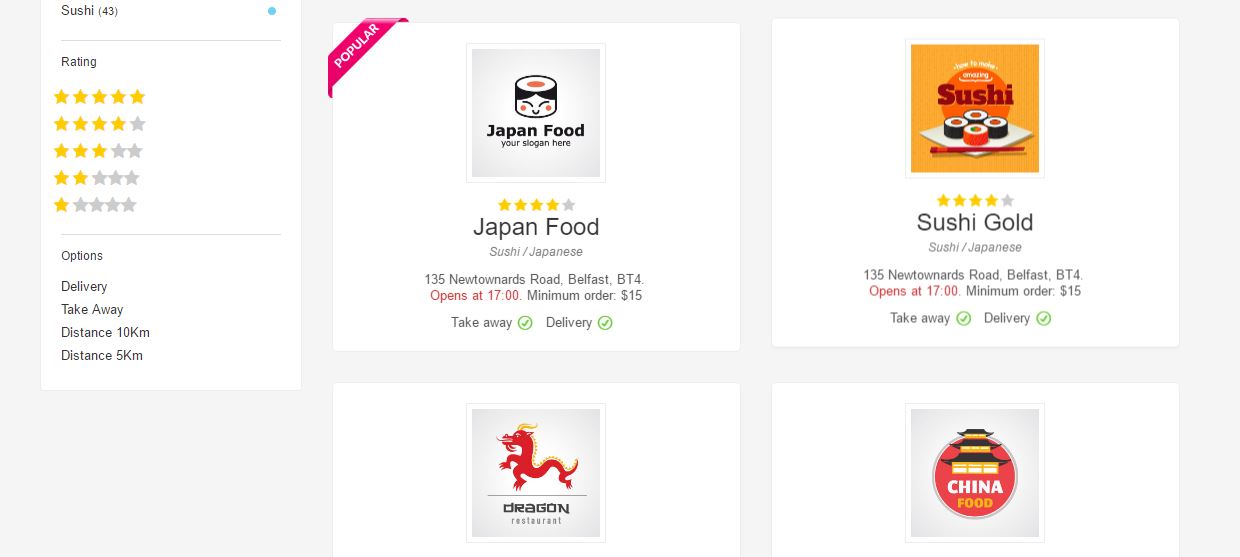 Sushi (43)
Rating
Options
Delivery
Take Away
Distance 10Km
Distance 5Km
POPULAR
Japan Food
your slogan here
Japan Food
Sushi / Japanese
135 Newtownards Road, Belfast, BT4.
Opens at 17:00. Minimum order: $15
Take away Delivery
how to make
amazing
Sushi
Sushi Gold
Sushi / Japanese
135 Newtownards Road, Belfast, BT4.
Opens at 17:00. Minimum order: $15
Take away Delivery
DRAGON
restaurant
CHINA
FOOD